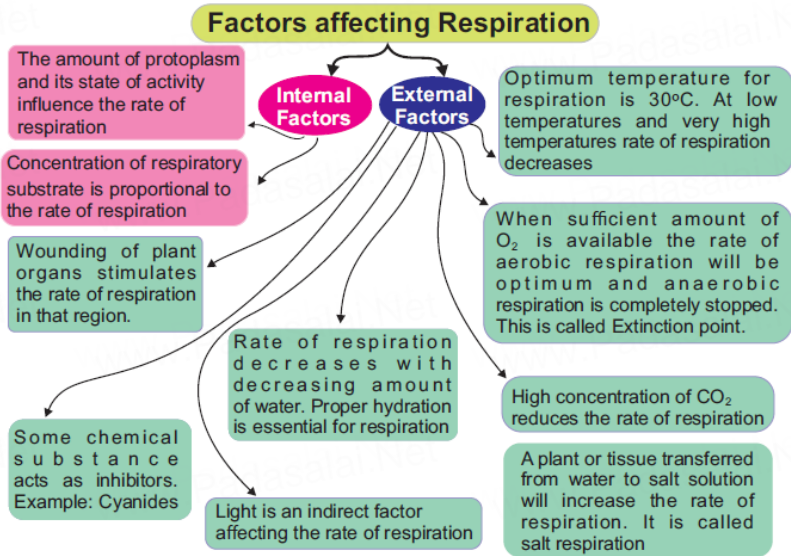 Factors affecting Respiration
The amount of protoplasm
and its state of activity
influence the rate of
respiration
Internal
Factors
External
Factors
Optimum temperature for
respiration is 30ºC. At low
temperatures and very high
temperatures rate of respiration
decreases
Concentration of respiratory
substrate is proportional to
the rate of respiration
When sufficient amount of
O₂ is available the rate of
aerobic respiration will be
optimum and anaerobic
respiration is completely stopped.
This is called Extinction point.
Wounding of plant
organs stimulates
the rate of respiration
in that region.
Rate of respiration
decreases with
decreasing amount
of water. Proper hydration
is essential for respiration
High concentration of CO₂
reduces the rate of respiration
Some chemical
substance
acts as inhibitors.
Example: Cyanides
A plant or tissue transferred
from water to salt solution
will increase the rate of
respiration. It is called
salt respiration
Light is an indirect factor
affecting the rate of respiration